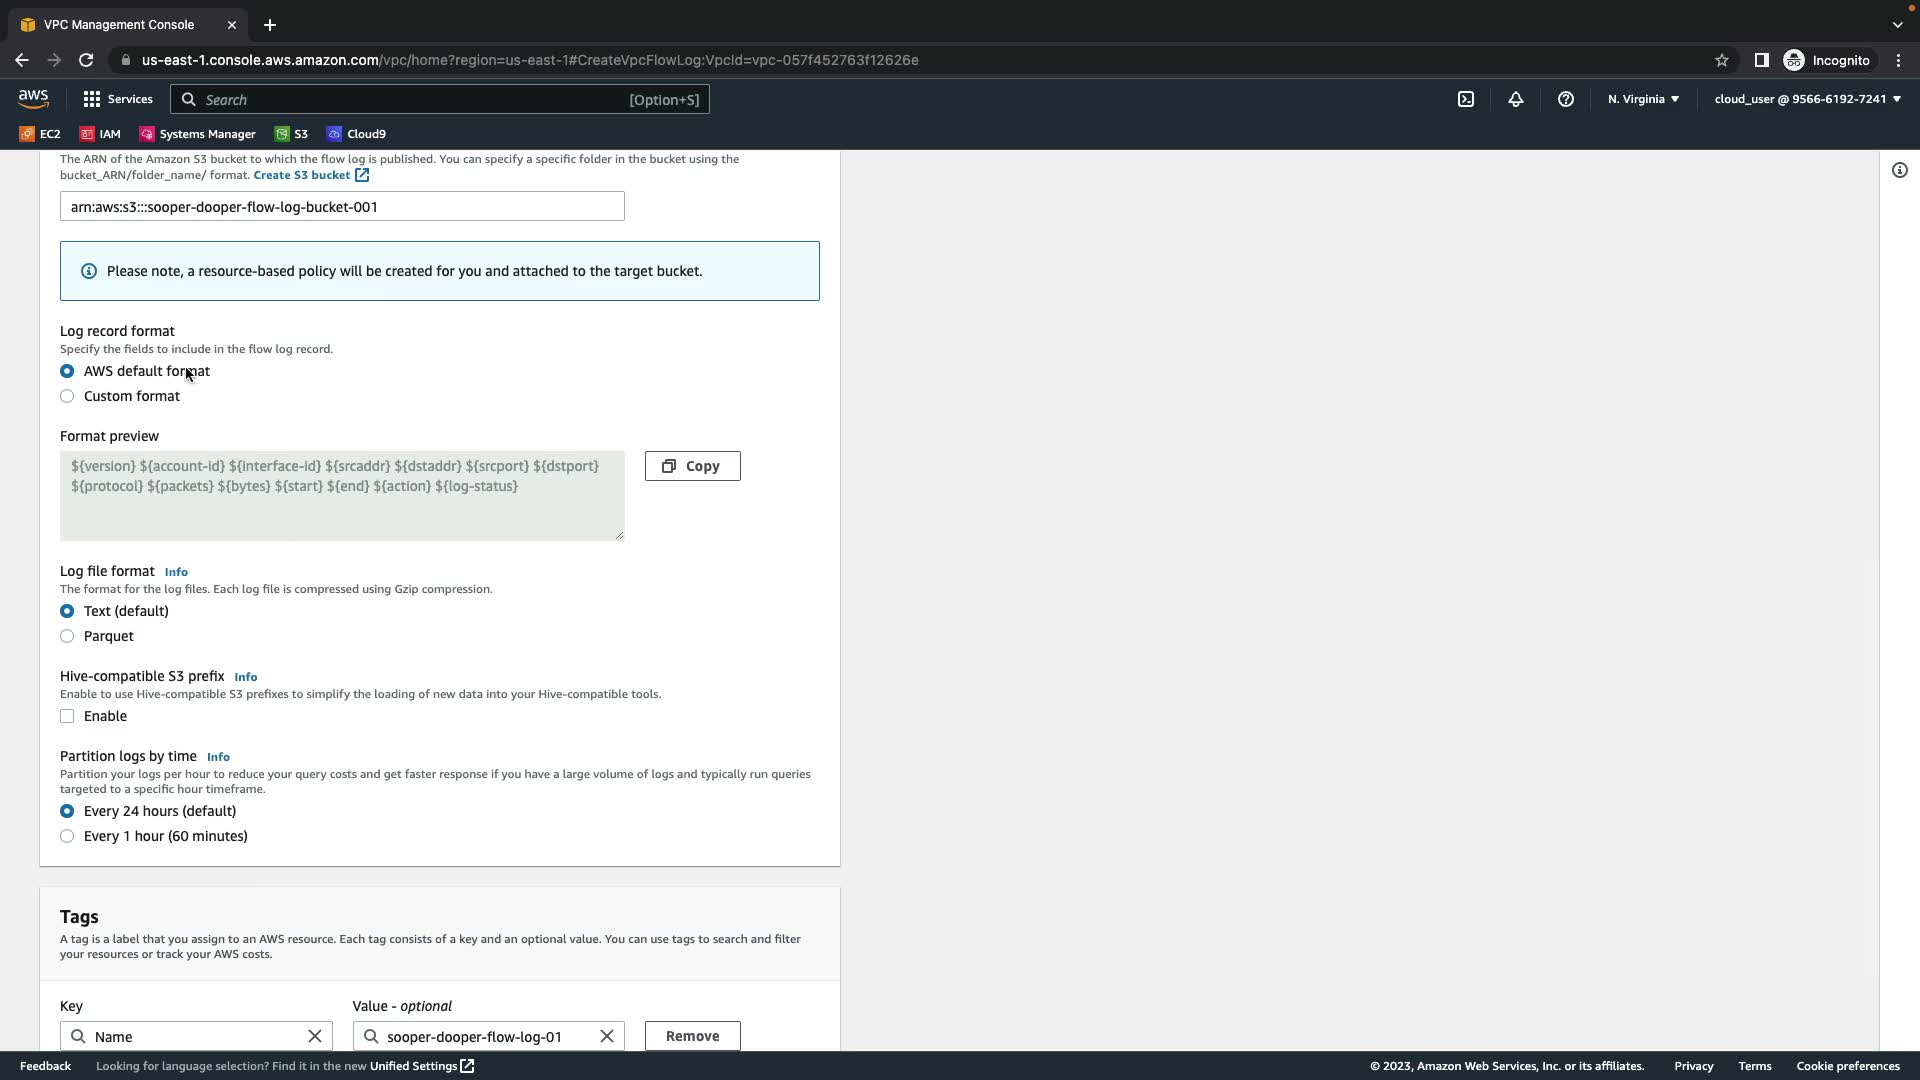 VPC Management Console
us-east-1.console.aws.amazon.com/vpc/home?region=us-east-1#CreateVpcFlowLog:VpcId=vpc-057f452763f12626e
Incognito
aws
Services
Search
[Option+S]
N. Virginia
cloud_user @ 9566-6192-7241
EC2
IAM
Systems Manager
S3
Cloud9
The ARN of the Amazon S3 bucket to which the flow log is published. You can specify a specific folder in the bucket using the
bucket_ARN/folder_name/ format. Create S3 bucket
arn:aws:s3:::sooper-dooper-flow-log-bucket-001
Please note, a resource-based policy will be created for you and attached to the target bucket.
Log record format
Specify the fields to include in the flow log record.
AWS default format
Custom format
Format preview
${version} ${account-id} ${interface-id} ${srcaddr} ${dstaddr} ${srcport} ${dstport}
${protocol} ${packets} ${bytes} ${start} ${end} ${action} ${log-status}
Copy
Log file format Info
The format for the log files. Each log file is compressed using Gzip compression.
Text (default)
Parquet
Hive-compatible S3 prefix Info
Enable to use Hive-compatible S3 prefixes to simplify the loading of new data into your Hive-compatible tools.
Enable
Partition logs by time Info
Partition your logs per hour to reduce your query costs and get faster response if you have a large volume of logs and typically run queries
targeted to a specific hour timeframe.
Every 24 hours (default)
Every 1 hour (60 minutes)
Tags
A tag is a label that you assign to an AWS resource. Each tag consists of a key and an optional value. You can use tags to search and filter
your resources or track your AWS costs.
Key
Value - optional
Name
sooper-dooper-flow-log-01
Remove
Feedback
Looking for language selection? Find it in the new Unified Settings
© 2023, Amazon Web Services, Inc. or its affiliates.
Privacy
Terms
Cookie preferences